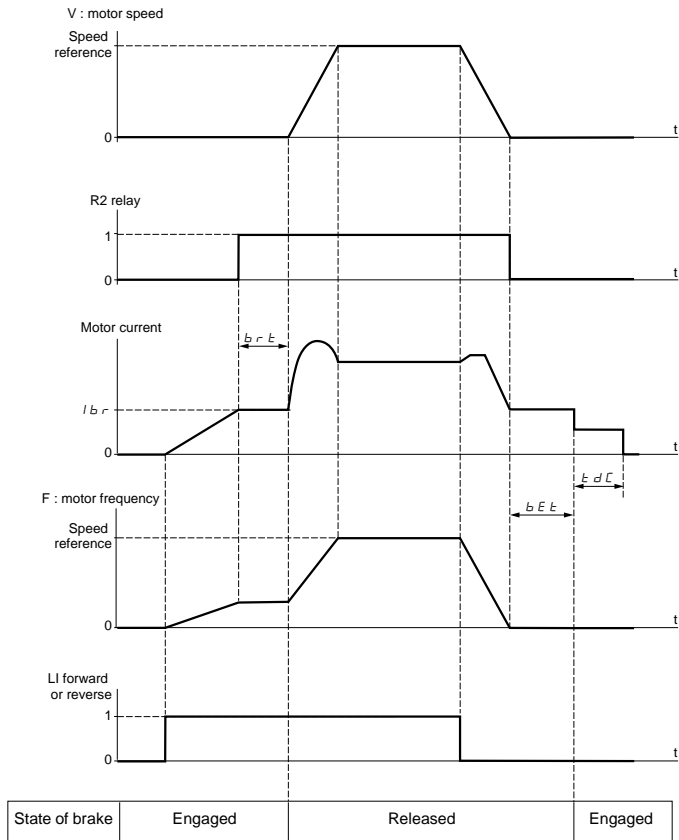 V : motor speed
Speed
reference
0
t
R2 relay
1
0
t
Motor current
brt
Ibr
0
t
tdC
F : motor frequency
bEt
Speed
reference
0
t
LI forward
or reverse
1
0
t
State of brake Engaged Released Engaged